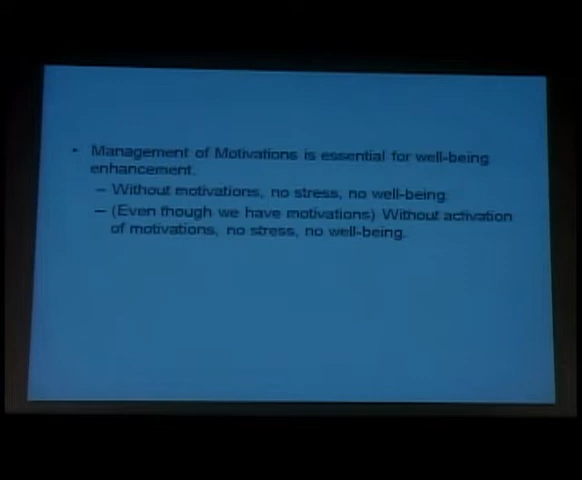 • Management of Motivations is essential for well-being
enhancement.
– Without motivations, no stress, no well-being.
– (Even though we have motivations) Without activation
of motivations, no stress, no well-being.